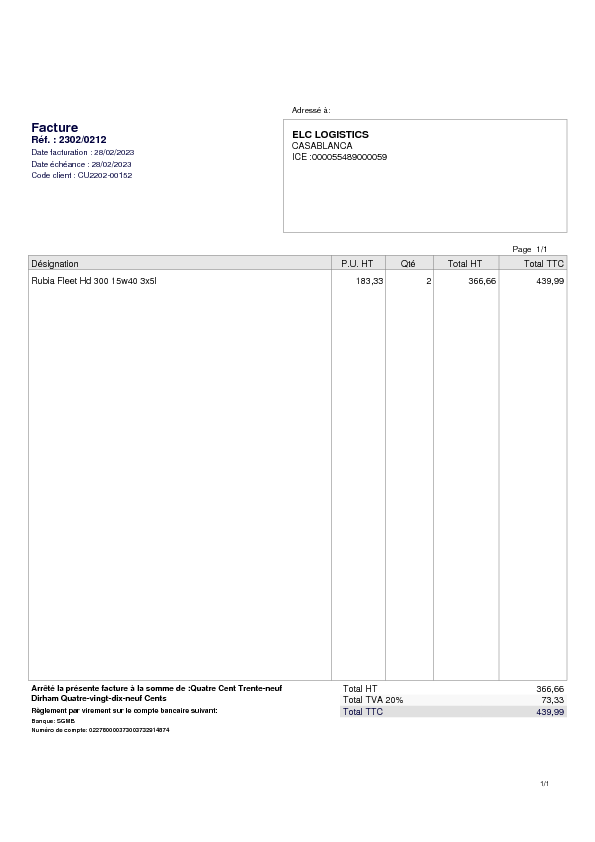 Adressé à:
Facture
Réf. : 2302/0212
Date facturation : 28/02/2023
Date échéance : 28/02/2023
Code client : CU2202-00152
ELC LOGISTICS
CASABLANCA
ICE :000055489000059
Page 1/1
Désignation P.U. HT Qté Total HT Total TTC
Rubia Fleet Hd 300 15w40 3x5l 183,33 2 366,66 439,99
Arrêté la présente facture à la somme de :Quatre Cent Trente-neuf
Dirham Quatre-vingt-dix-neuf Cents
Règlement par virement sur le compte bancaire suivant:
Banque: SGMB
Numéro de compte: 022780000373003732914874
Total HT 366,66
Total TVA 20% 73,33
Total TTC 439,99
1/1